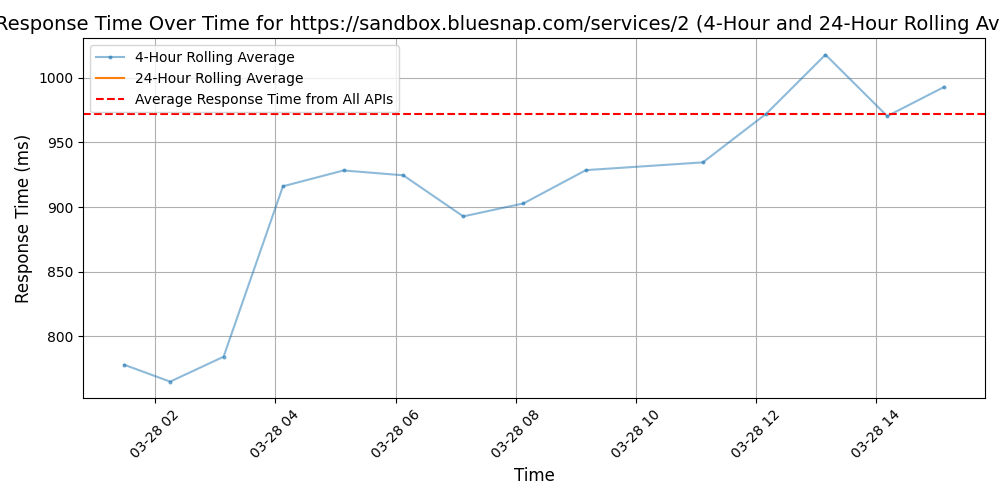 Response Time Over Time for https://sandbox.bluesnap.com/services/2 (4-Hour and 24-Hour Rolling Av
4-Hour Rolling Average
24-Hour Rolling Average
Average Response Time from All APIs
Response Time (ms)
1000
950
900
850
800
03-28 02
03-28 04
03-28 06
03-28 08
03-28 10
03-28 12
03-28 14
Time